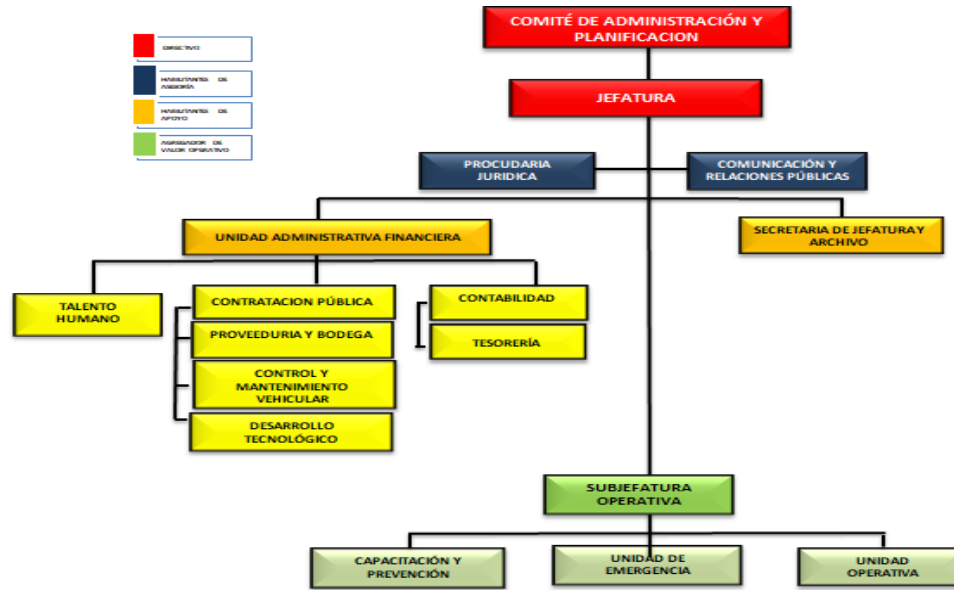 COMITÉ DE ADMINISTRACIÓN Y
PLANIFICACION
DIRECTIVO
HABILITANTES DE
ASESORÍA
HABILITANTES DE
APOYO
AGREGADOR DE
VALOR OPERATIVO
JEFATURA
PROCUDARIA
JURIDICA
COMUNICACIÓN Y
RELACIONES PÚBLICAS
UNIDAD ADMINISTRATIVA FINANCIERA
SECRETARIA DE JEFATURA Y
ARCHIVO
TALENTO
HUMANO
CONTRATACION PÚBLICA
PROVEEDURIA Y BODEGA
CONTROL Y
MANTENIMIENTO
VEHICULAR
DESARROLLO
TECNOLÓGICO
CONTABILIDAD
TESORERÍA
SUBJEFATURA
OPERATIVA
CAPACITACIÓN Y
PREVENCIÓN
UNIDAD DE
EMERGENCIA
UNIDAD
OPERATIVA